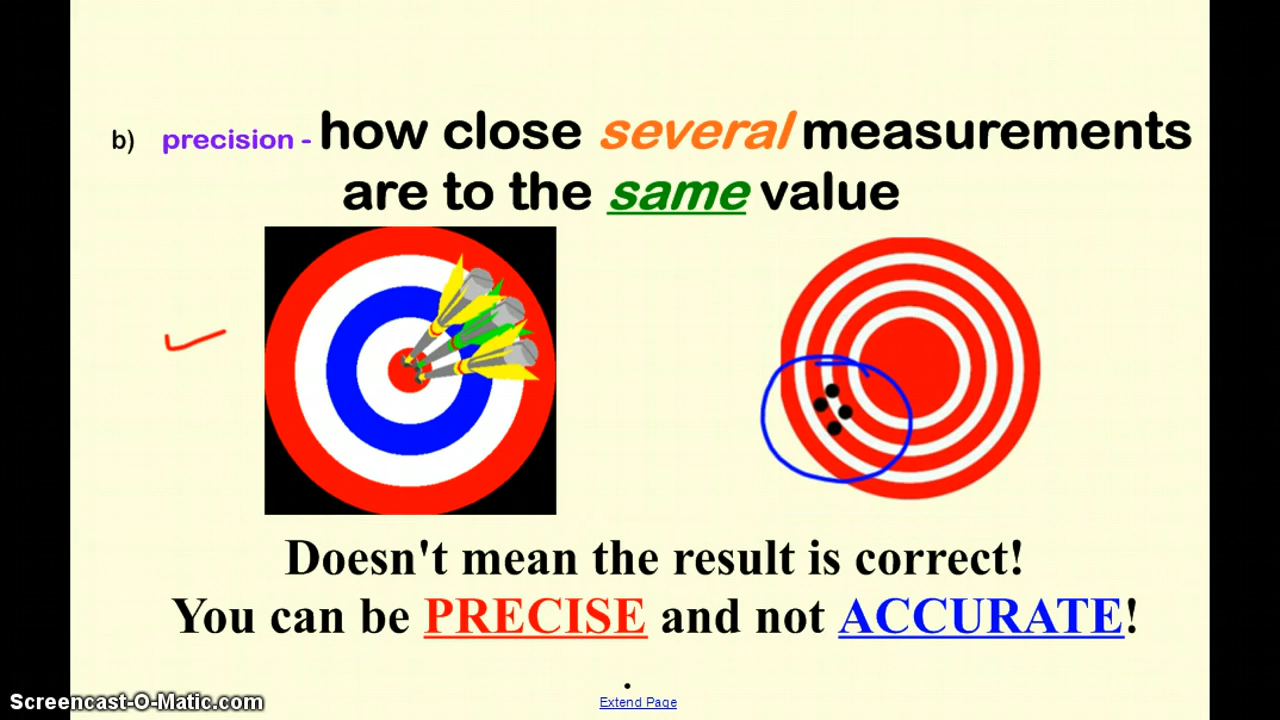 b) precision - how close several measurements
are to the same value
Doesn't mean the result is correct!
You can be PRECISE and not ACCURATE!
Extend Page
Screencast-O-Matic.com